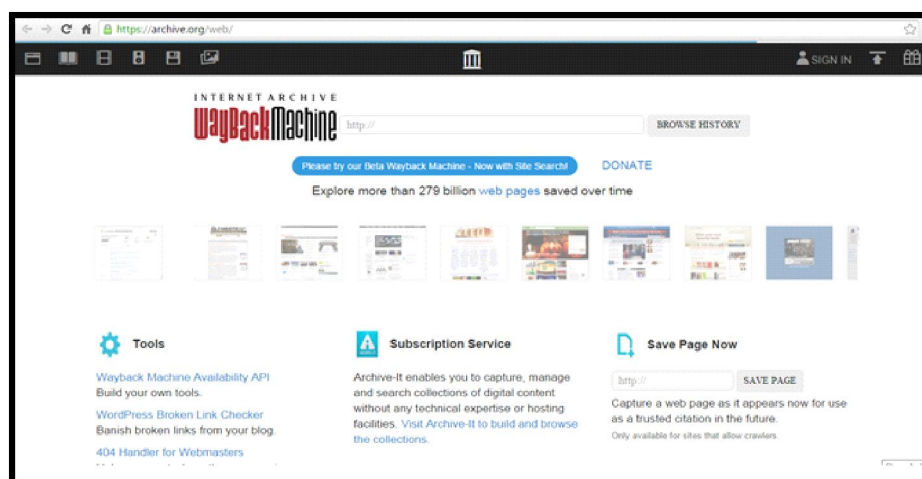 https://archive.org/web/
SIGN IN
INTERNET ARCHIVE
WayBackMachine
http://
BROWSE HISTORY
Please try our Beta Wayback Machine - Now with Site Search!
DONATE
Explore more than 279 billion web pages saved over time
Tools
Wayback Machine Availability API
Build your own tools.
WordPress Broken Link Checker
Banish broken links from your blog.
404 Handler for Webmasters
Subscription Service
Archive-It enables you to capture, manage
and search collections of digital content
without any technical expertise or hosting
facilities. Visit Archive-It to build and browse
the collections.
Save Page Now
http://
SAVE PAGE
Capture a web page as it appears now for use
as a trusted citation in the future.
Only available for sites that allow crawlers.